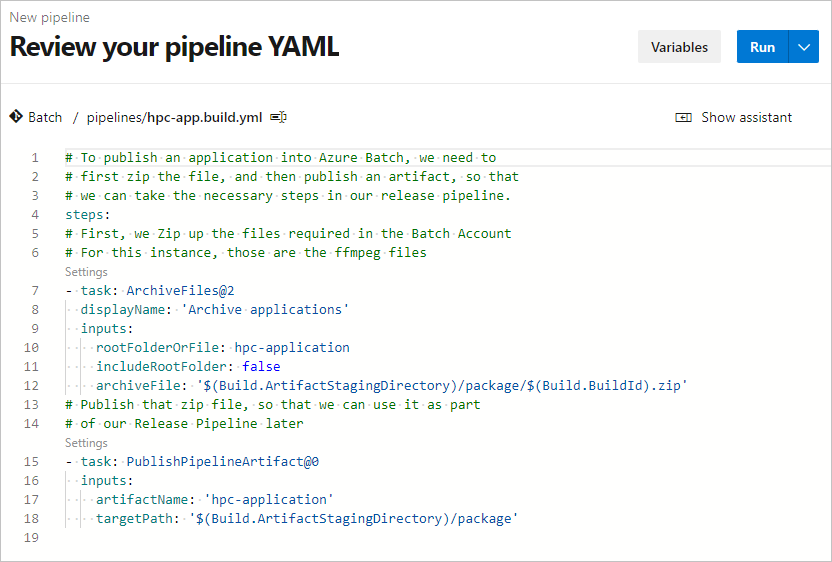 New pipeline
Review your pipeline YAML
Variables
Run
Batch / pipelines/hpc-app.build.yml
Show assistant
1 # To publish an application into Azure Batch, we need to
2 # first zip the file, and then publish an artifact, so that
3 # we can take the necessary steps in our release pipeline.
4 steps:
5 # First, we Zip up the files required in the Batch Account
6 # For this instance, those are the ffmpeg files
Settings
7 - task: ArchiveFiles@2
8   displayName: 'Archive applications'
9   inputs:
10     rootFolderOrFile: hpc-application
11     includeRootFolder: false
12     archiveFile: '$(Build.ArtifactStagingDirectory)/package/$(Build.BuildId).zip'
13 # Publish that zip file, so that we can use it as part
14 # of our Release Pipeline later
Settings
15 - task: PublishPipelineArtifact@0
16   inputs:
17     artifactName: 'hpc-application'
18     targetPath: '$(Build.ArtifactStagingDirectory)/package'
19